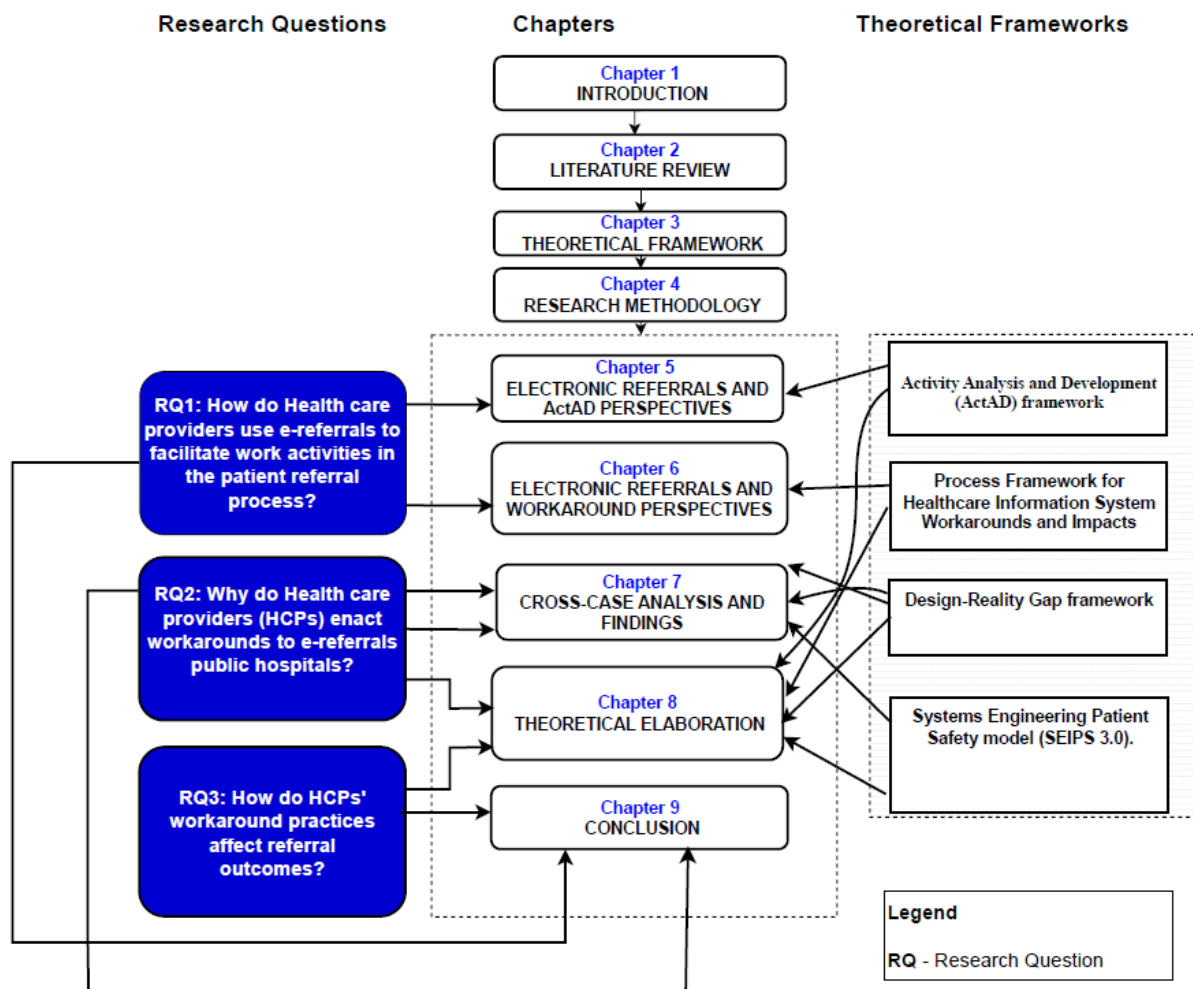 Research Questions
Chapters
Theoretical Frameworks
Chapter 1
INTRODUCTION
Chapter 2
LITERATURE REVIEW
Chapter 3
THEORETICAL FRAMEWORK
Chapter 4
RESEARCH METHODOLOGY
RQ1: How do Health care
providers use e-referrals to
facilitate work activities in
the patient referral
process?
RQ2: Why do Health care
providers (HCPs) enact
workarounds to e-referrals
public hospitals?
RQ3: How do HCPs'
workaround practices
affect referral
outcomes?
Chapter 5
ELECTRONIC REFERRALS AND
ActAD PERSPECTIVES
Chapter 6
ELECTRONIC REFERRALS AND
WORKAROUND PERSPECTIVES
Chapter 7
CROSS-CASE ANALYSIS AND
FINDINGS
Chapter 8
THEORETICAL ELABORATION
Chapter 9
CONCLUSION
Activity Analysis and Development
(ActAD) framework
Process Framework for
Healthcare Information System
Workarounds and Impacts
Design-Reality Gap framework
Systems Engineering Patient
Safety model (SEIPS 3.0).
Legend
RQ - Research Question